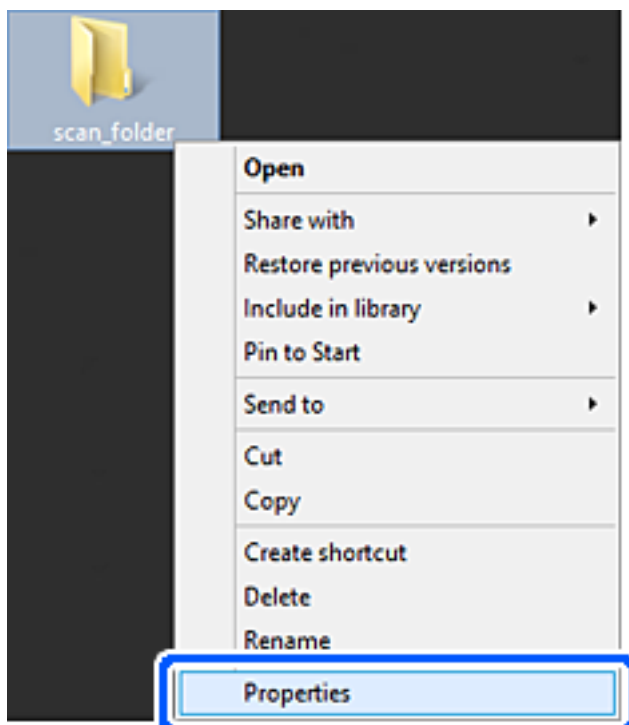 scan_folder
Open
Share with
Restore previous versions
Include in library
Pin to Start
Send to
Cut
Copy
Create shortcut
Delete
Rename
Properties